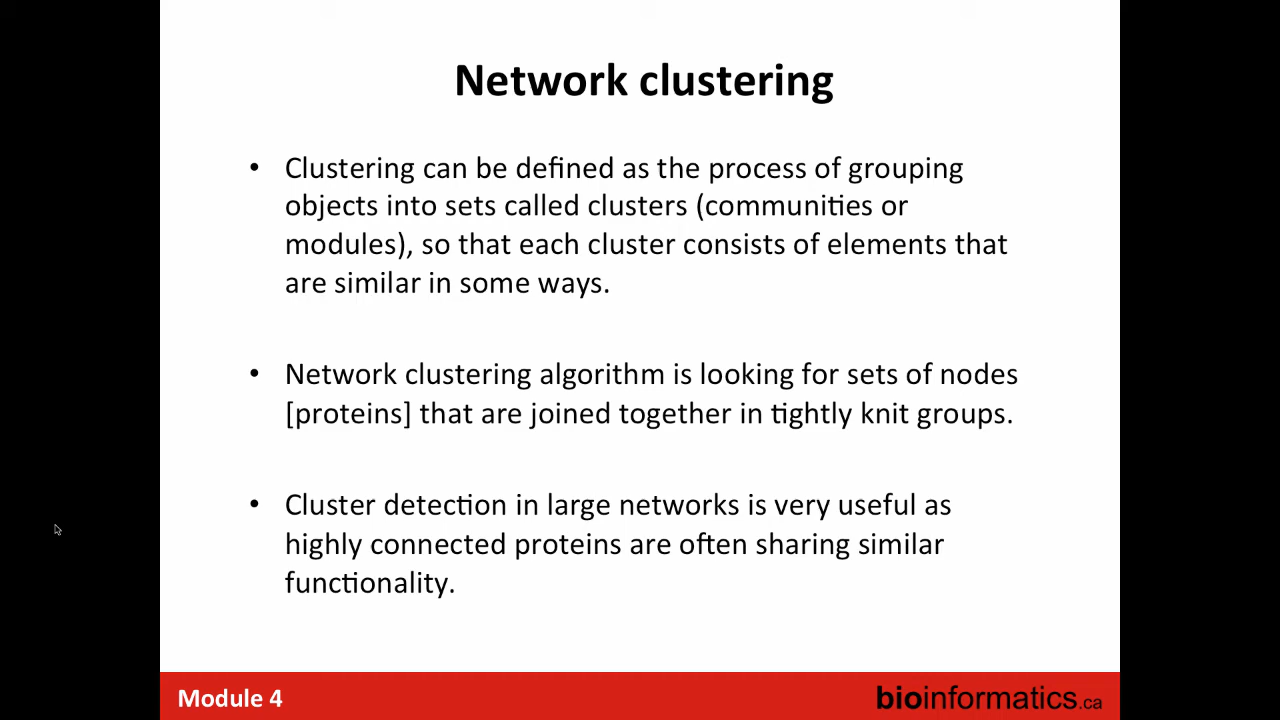 Network clustering
• Clustering can be defined as the process of grouping
objects into sets called clusters (communities or
modules), so that each cluster consists of elements that
are similar in some ways.
• Network clustering algorithm is looking for sets of nodes
[proteins] that are joined together in tightly knit groups.
• Cluster detection in large networks is very useful as
highly connected proteins are often sharing similar
functionality.
Module 4
bioinformatics.ca